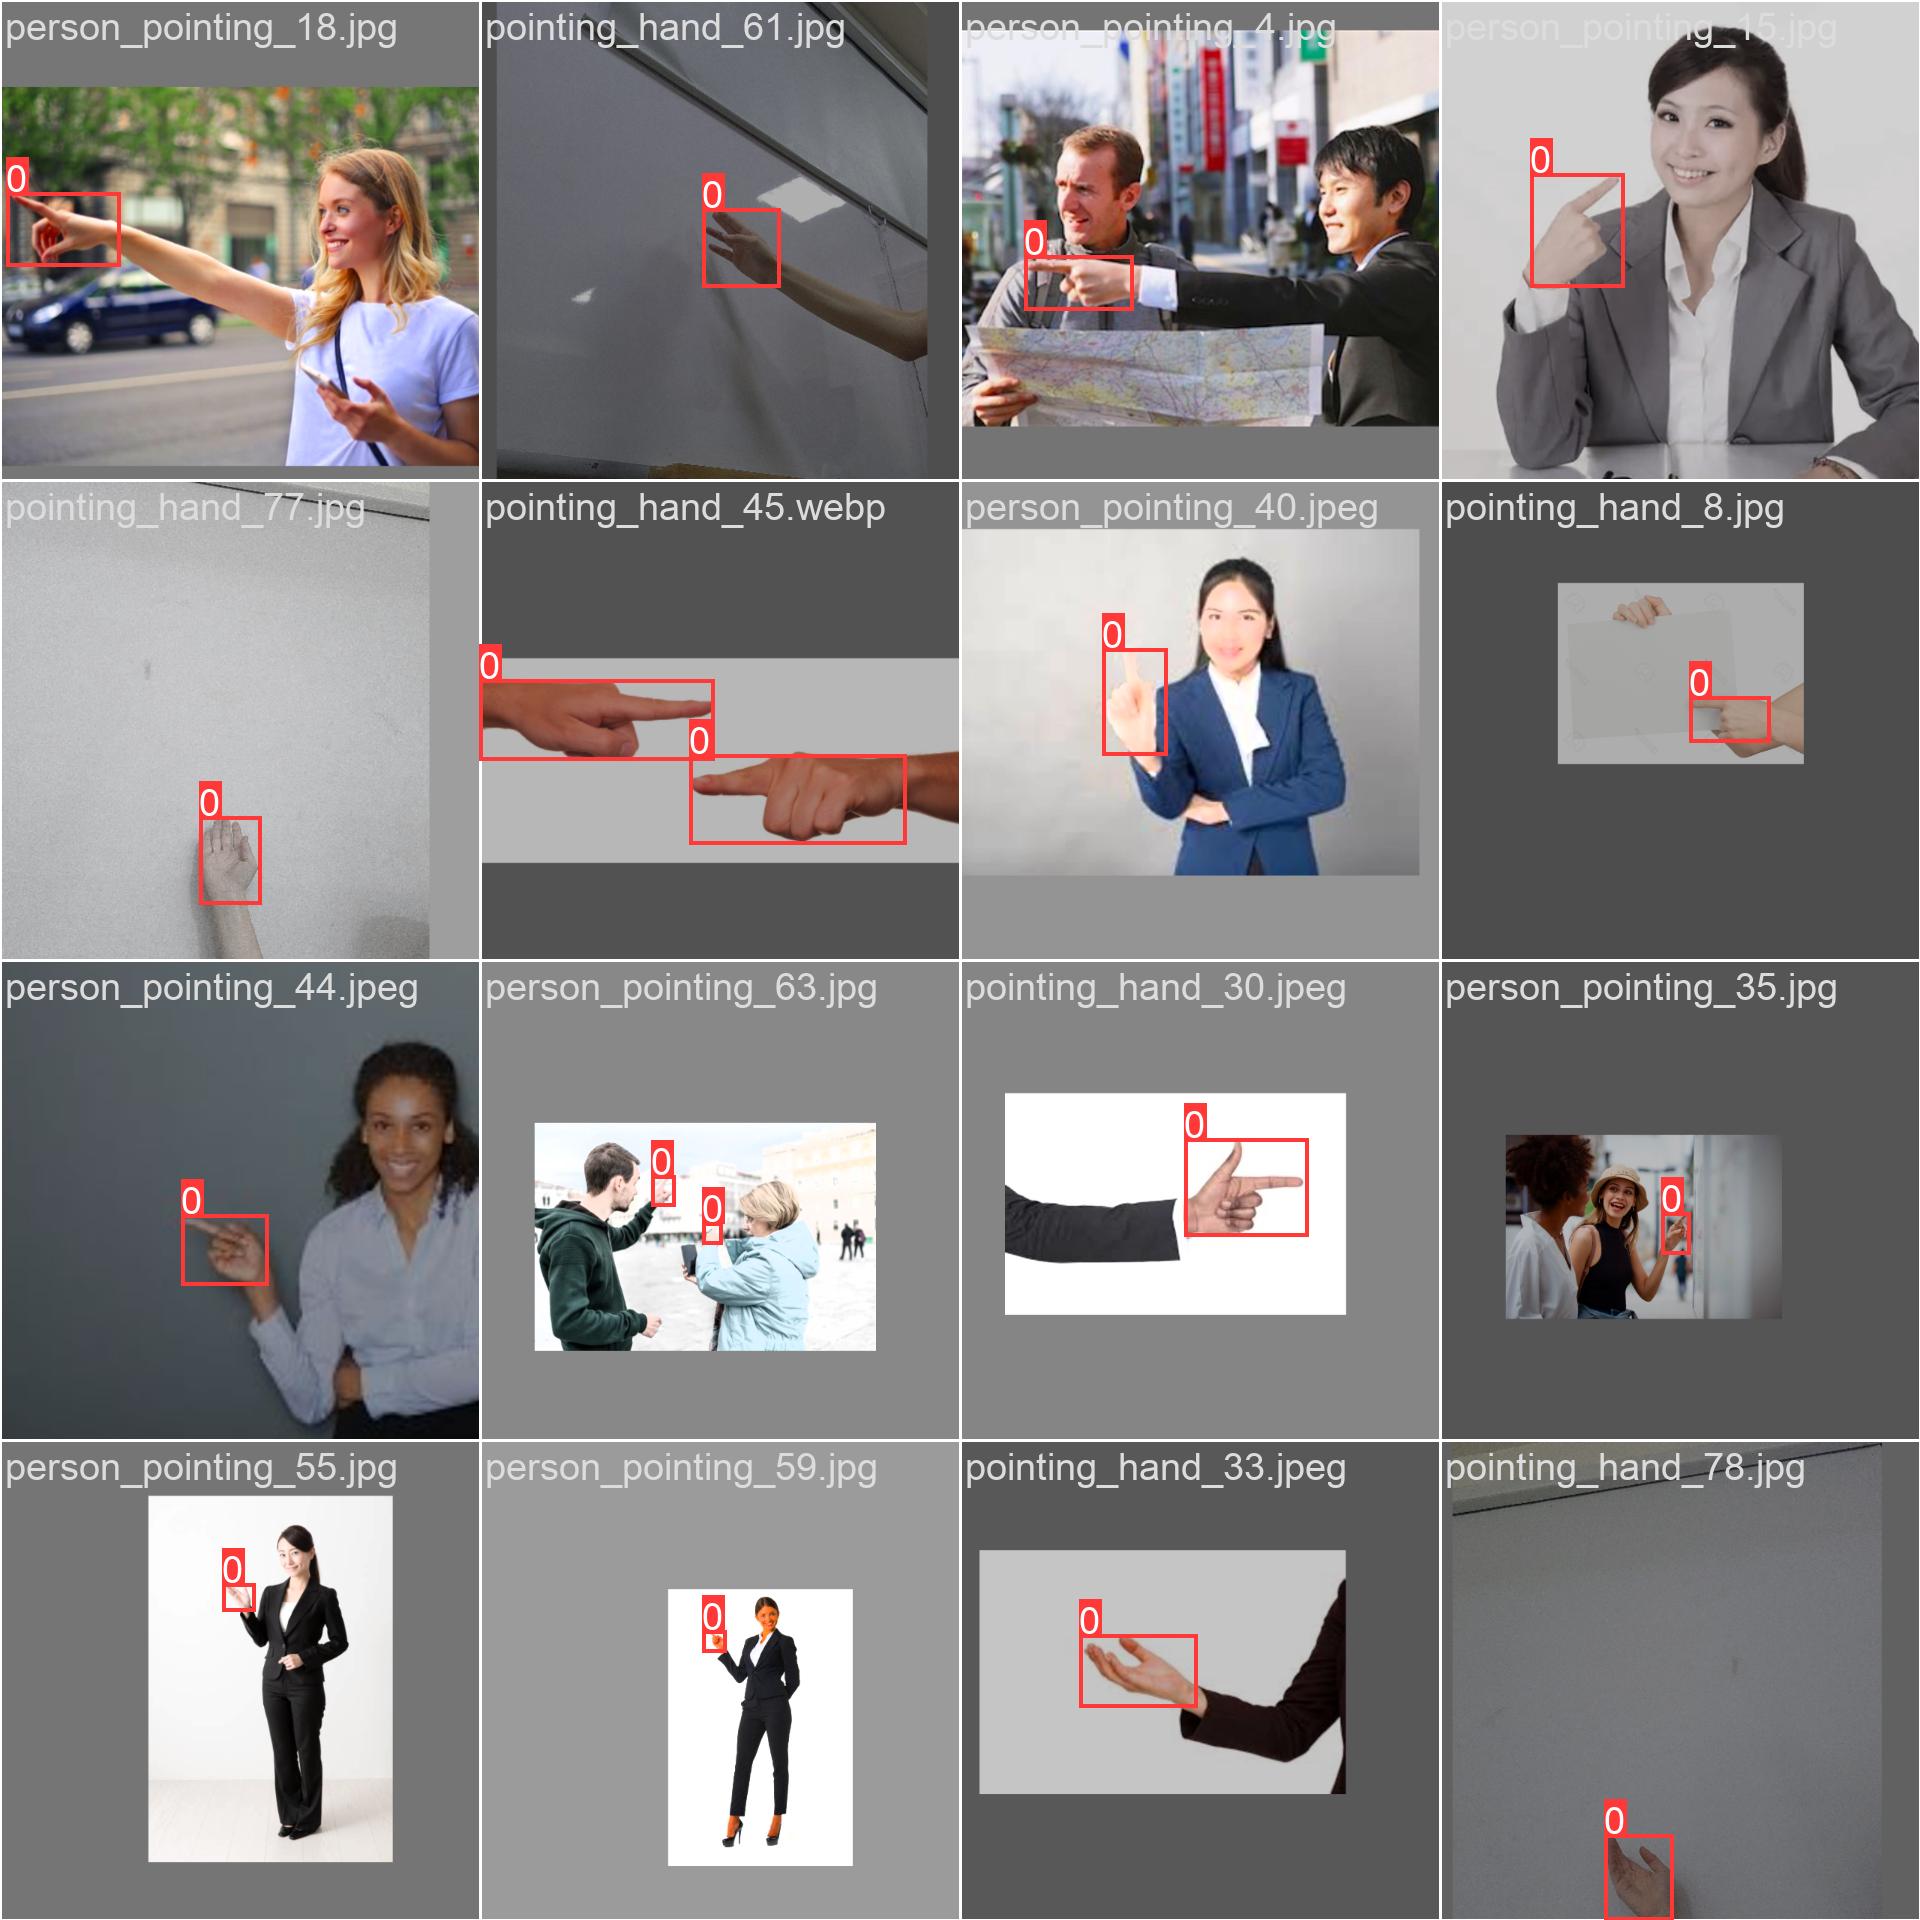 person_pointing_18.jpg
pointing_hand_61.jpg
person_pointing_4.jpg
person_pointing_15.jpg
0
0
0
0
pointing_hand_77.jpg
pointing_hand_45.webp
person_pointing_40.jpeg
pointing_hand_8.jpg
0
0
0
0
0
person_pointing_44.jpeg
person_pointing_63.jpg
pointing_hand_30.jpeg
person_pointing_35.jpg
0
0
0
0
0
person_pointing_55.jpg
person_pointing_59.jpg
pointing_hand_33.jpeg
pointing_hand_78.jpg
0
0
0
0